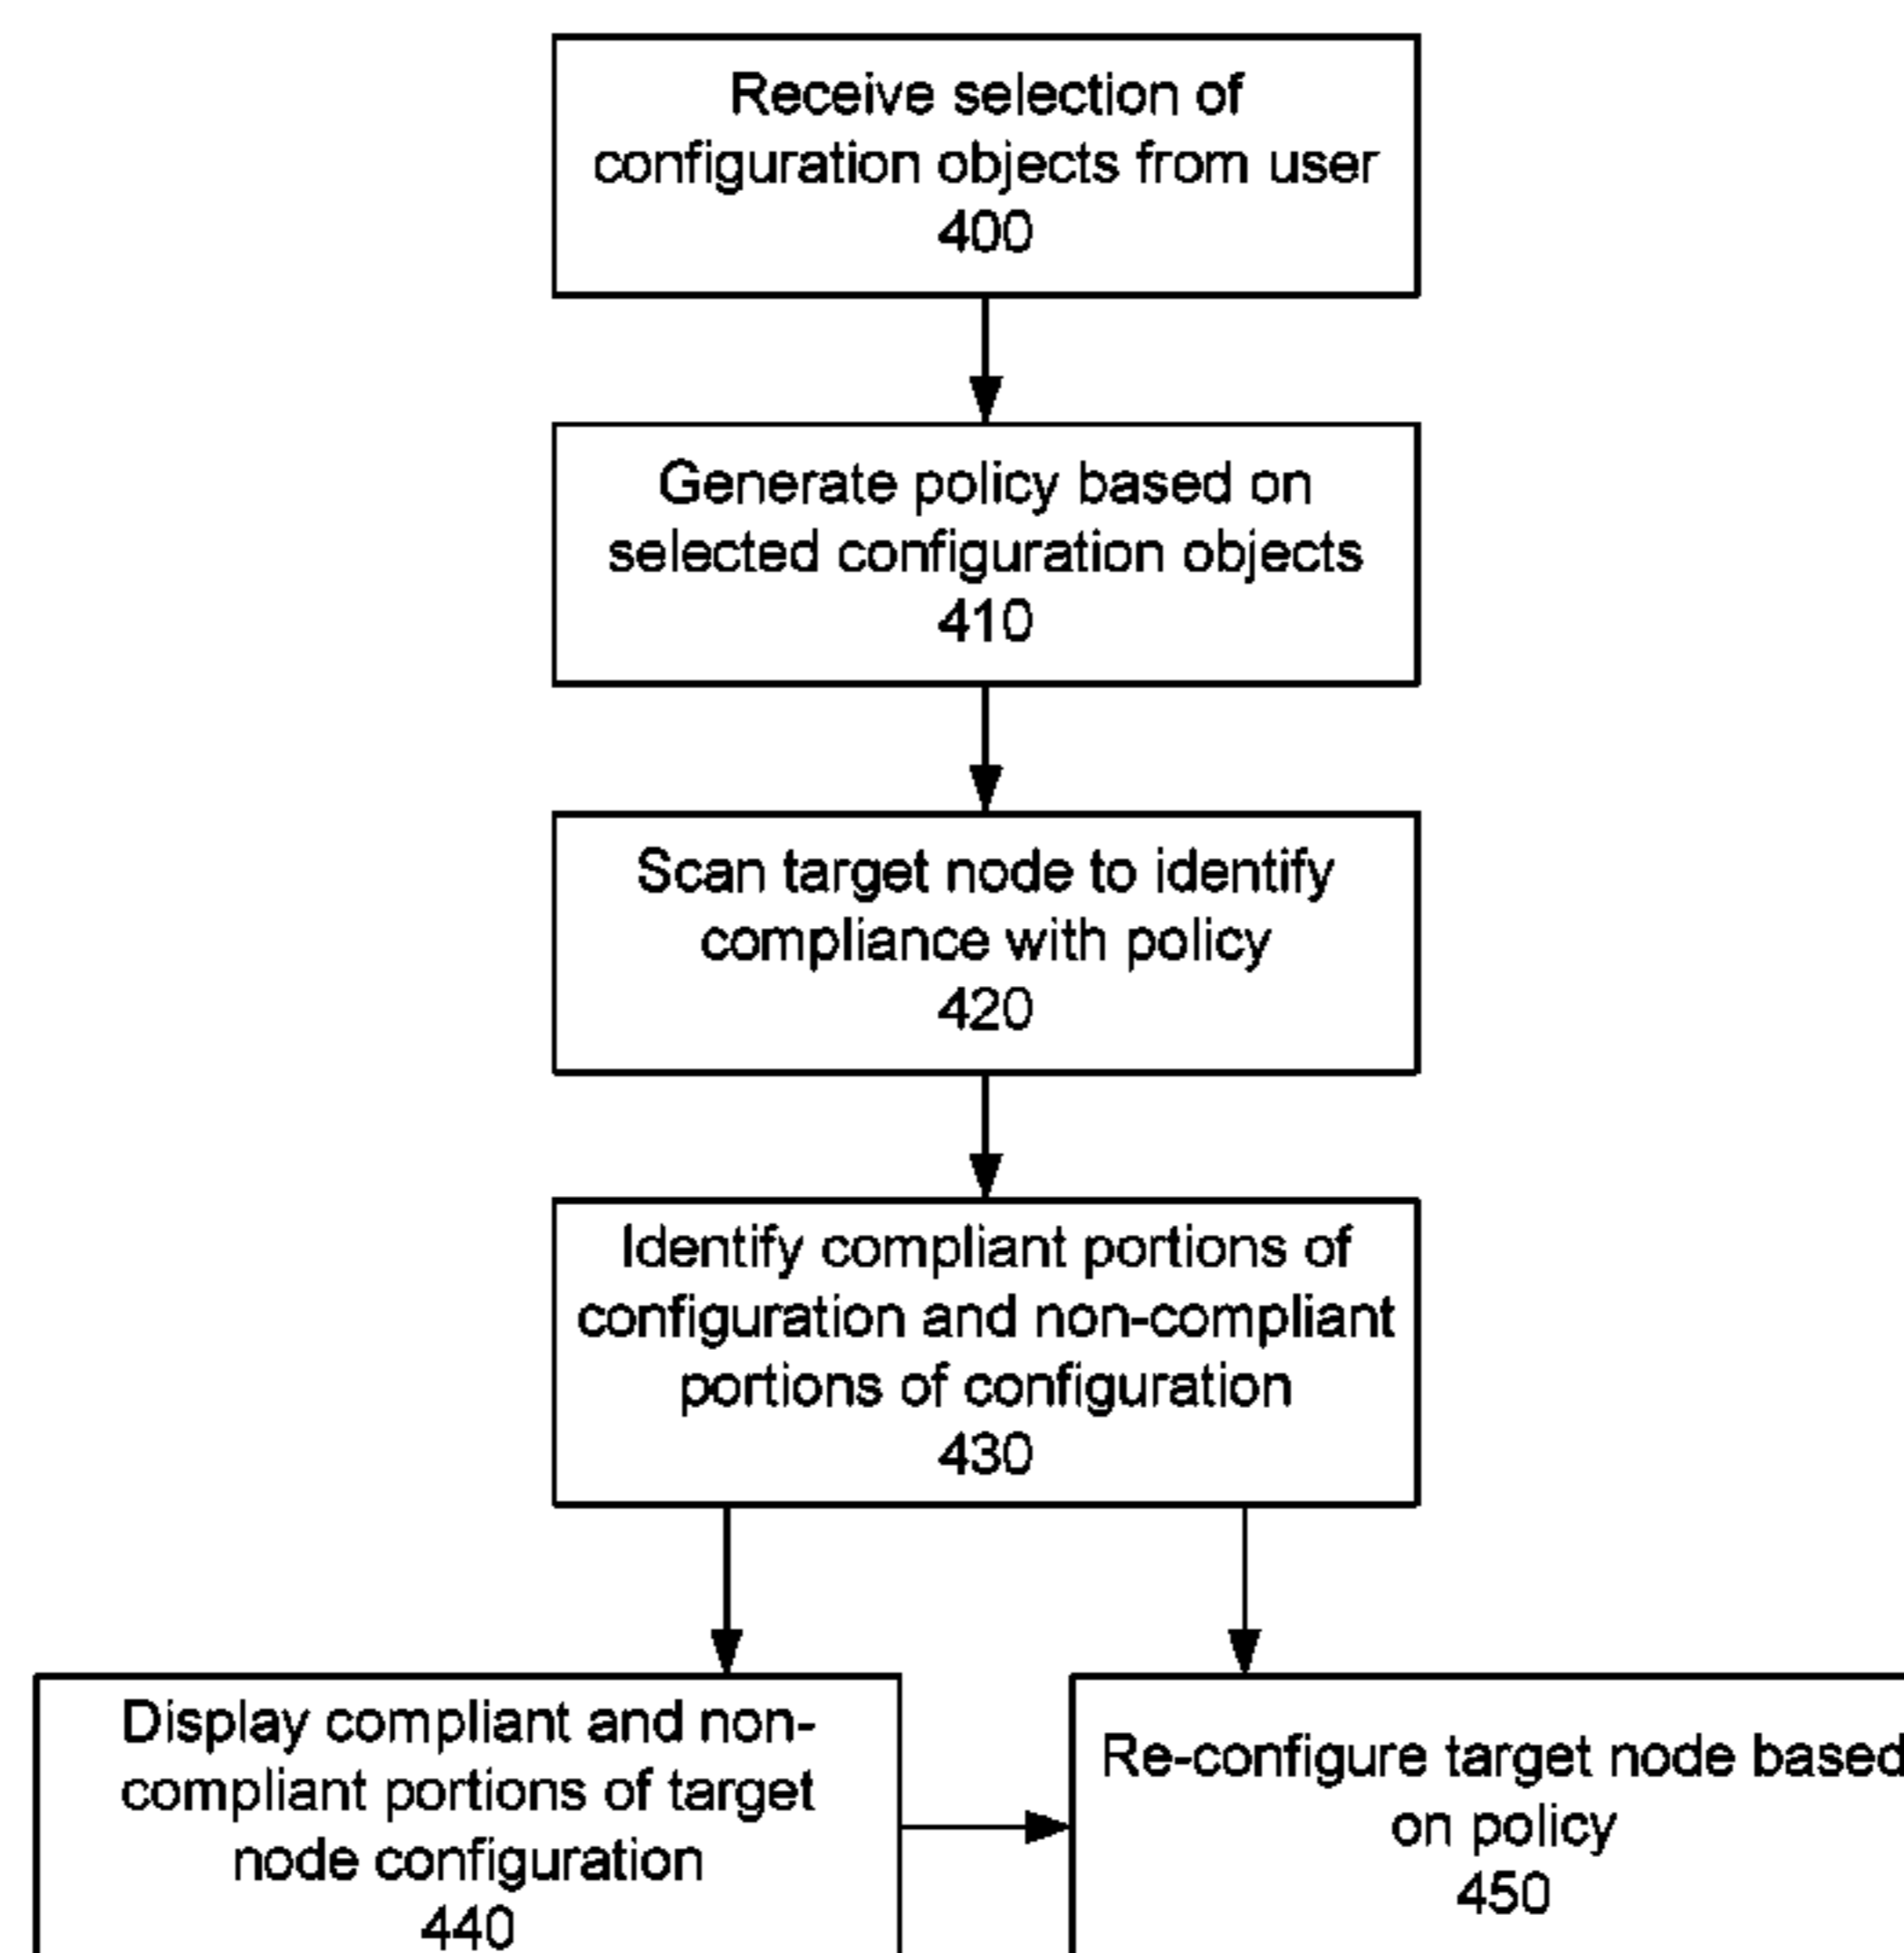 Receive selection of
configuration objects from user
400
Generate policy based on
selected configuration objects
410
Scan target node to identify
compliance with policy
420
Identify compliant portions of
configuration and non-compliant
portions of configuration
430
Display compliant and non-
compliant portions of target
node configuration
440
Re-configure target node based
on policy
450